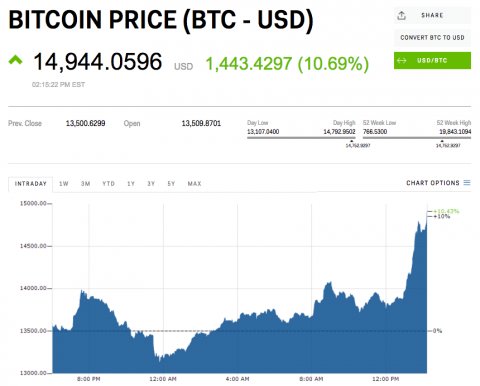 BITCOIN PRICE (BTC - USD)
SHARE
CONVERT BTC TO USD
14,944.0596 USD 1,443.4297 (10.69%)
USD/BTC
02:15:22 PM EST
Prev. Close 13,500.6299 Open 13,509.8701
Day Low Day High 52 Week Low 52 Week High
13,107.0400 14,792.9502 766.5300 19,843.1094
14,792.9297 14,792.9297
INTRADAY 1W 3M YTD 1Y 3Y 5Y MAX CHART OPTIONS
15000.00
+10.43%
+10%
14500.00
14000.00
13500.00 0%
13000.00
8:00 PM 12:00 AM 4:00 AM 8:00 AM 12:00 PM